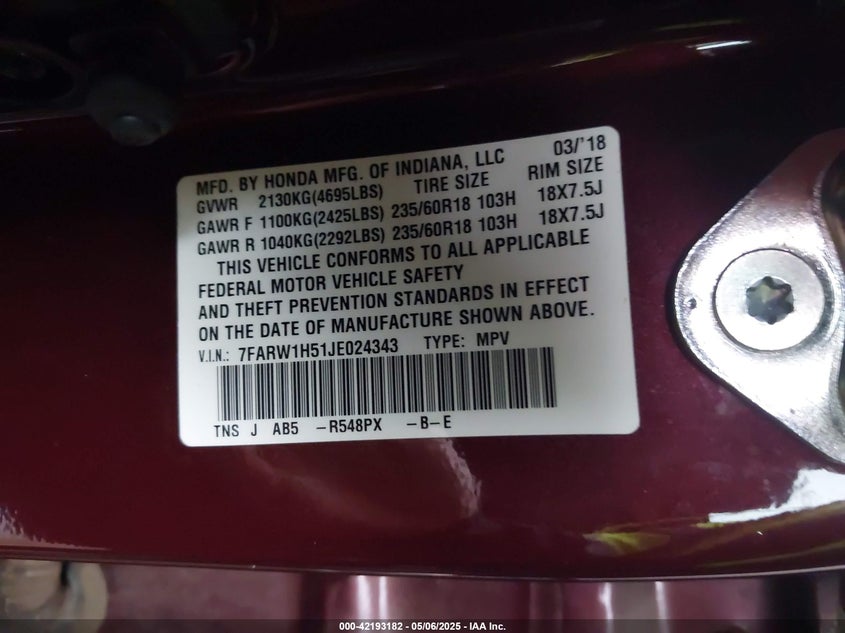 MFD. BY HONDA MFG. OF INDIANA, LLC 03/'18
GVWR 2130KG(4695LBS) TIRE SIZE RIM SIZE
GAWR F 1100KG(2425LBS) 235/60R18 103H 18X7.5J
GAWR R 1040KG(2292LBS) 235/60R18 103H 18X7.5J
THIS VEHICLE CONFORMS TO ALL APPLICABLE
FEDERAL MOTOR VEHICLE SAFETY
AND THEFT PREVENTION STANDARDS IN EFFECT
ON THE DATE OF MANUFACTURE SHOWN ABOVE.
V.I.N.: 7FARW1H51JE024343 TYPE: MPV
TNS J AB5 -R548PX -B-E
000-42193182 - 05/06/2025 - IAA Inc.